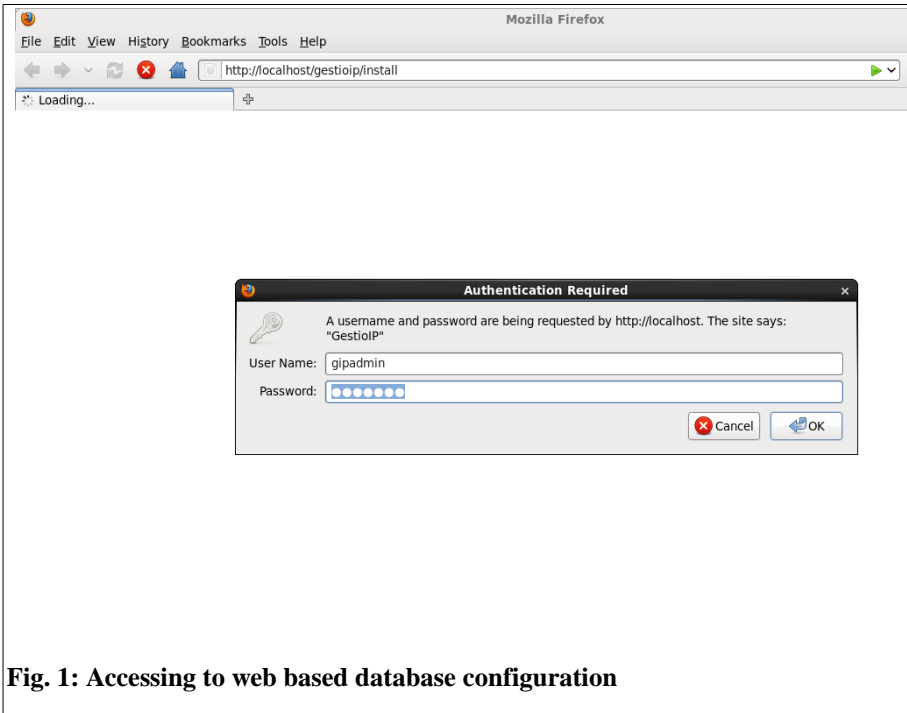 Mozilla Firefox
File Edit View History Bookmarks Tools Help
http://localhost/gestioip/install
Loading...
Authentication Required
A username and password are being requested by http://localhost. The site says:
"GestioIP"
User Name: gipadmin
Password: ●●●●●●●
Cancel OK
Fig. 1: Accessing to web based database configuration